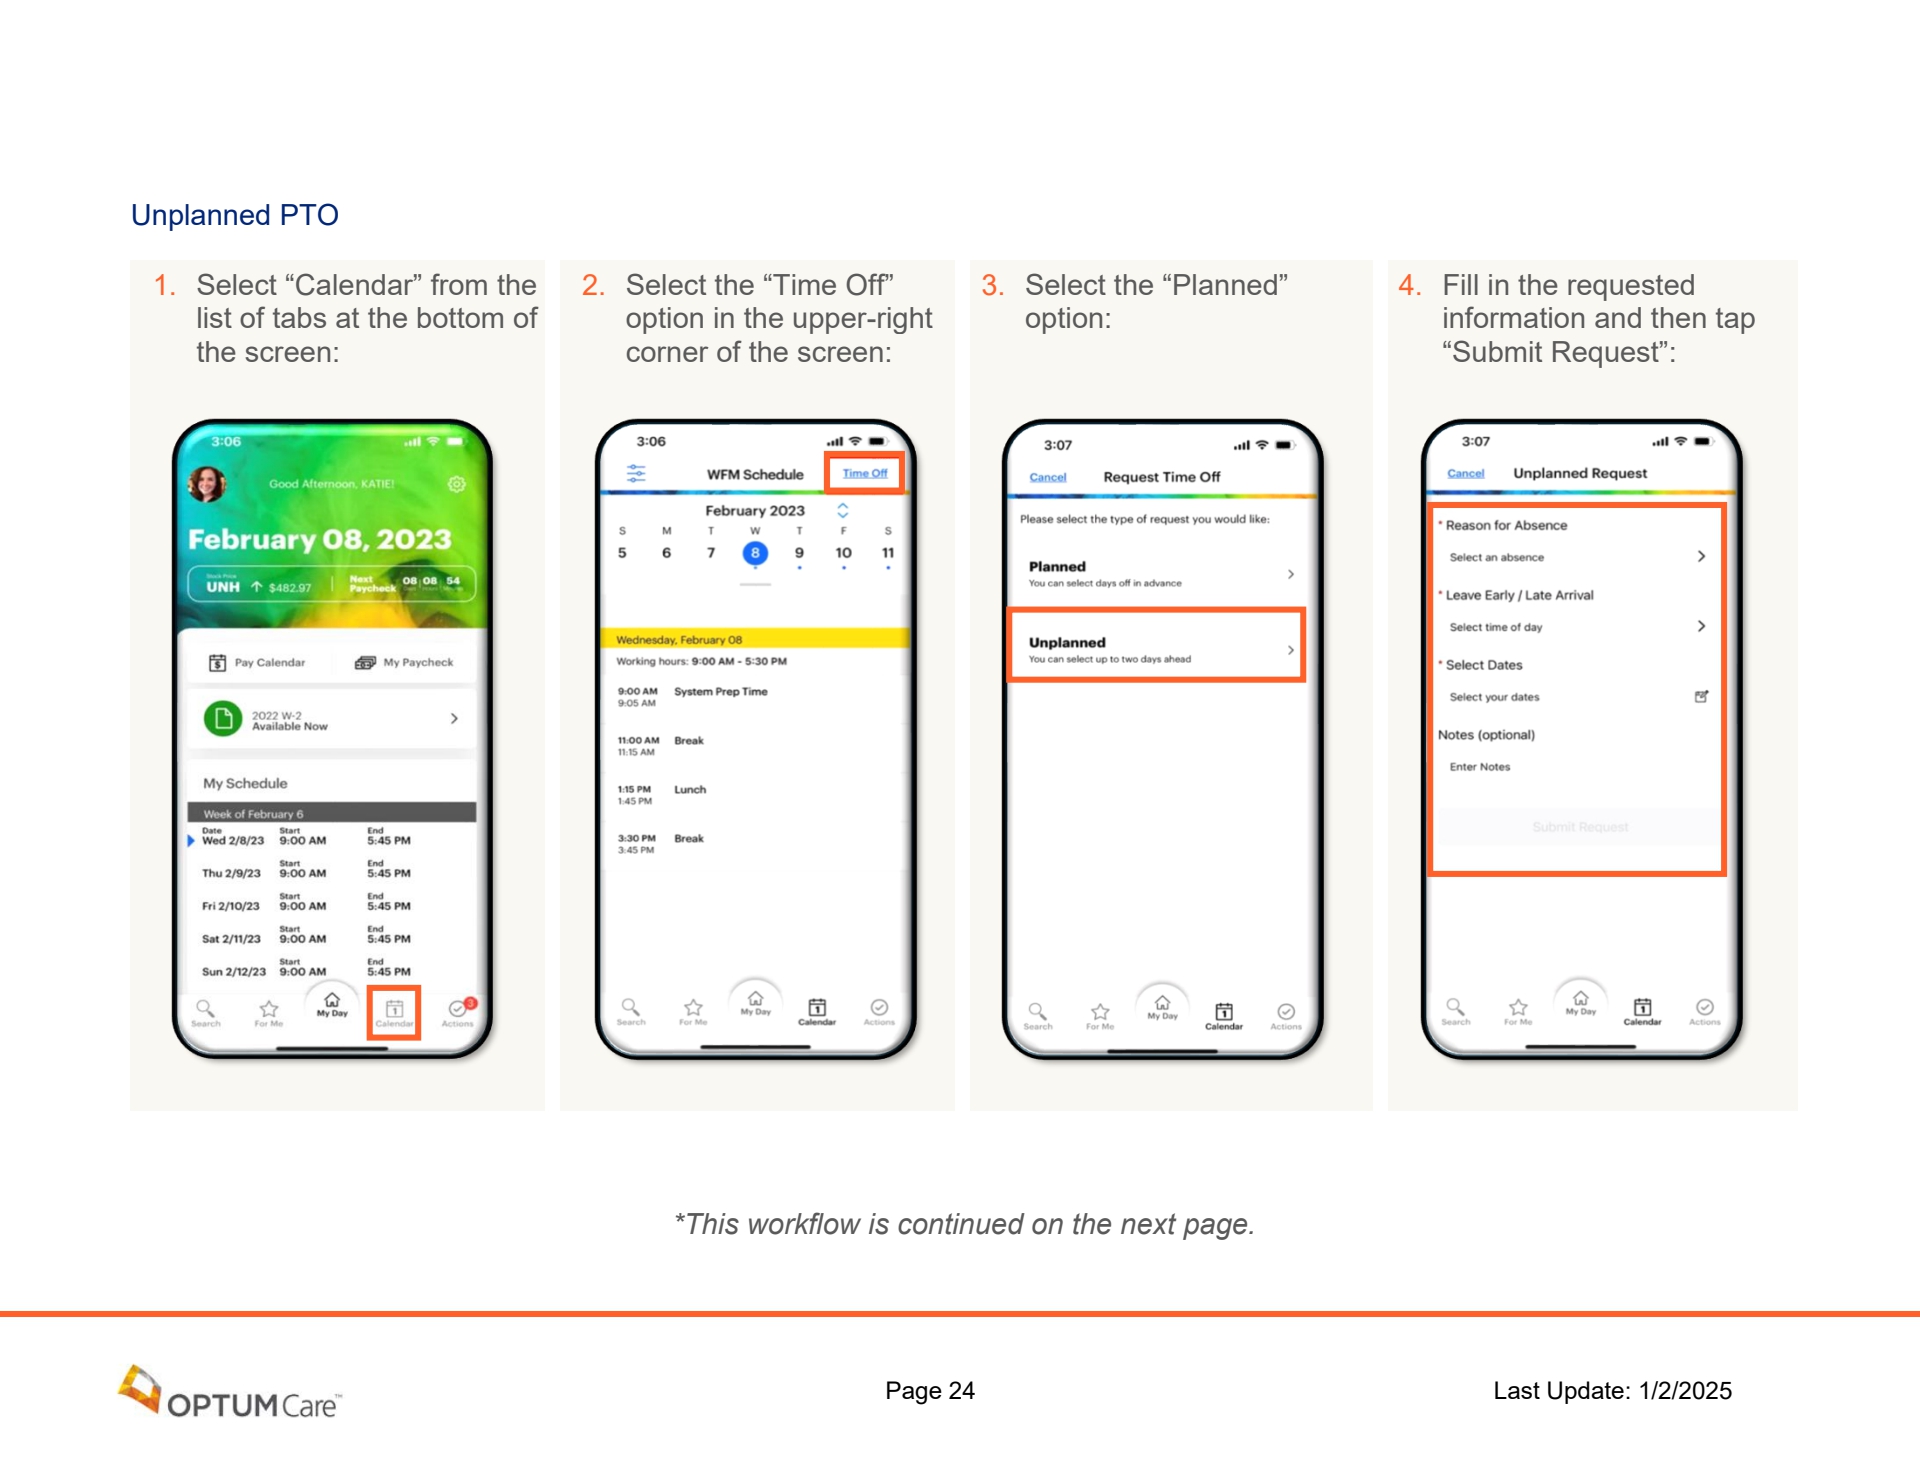 Unplanned PTO
1. Select “Calendar” from the
list of tabs at the bottom of
the screen:
3:06
Good Afternoon, KATIE!
February 08, 2023
Stock Price
UNH ↑ $482.97
Next
Paycheck
08 08 54
Pay Calendar
My Paycheck
2022 W-2
Available Now
My Schedule
Week of February 6
Date Start End
Wed 2/8/23 9:00 AM 5:45 PM
Start End
Thu 2/9/23 9:00 AM 5:45 PM
Start End
Fri 2/10/23 9:00 AM 5:45 PM
Start End
Sat 2/11/23 9:00 AM 5:45 PM
Start End
Sun 2/12/23 9:00 AM 5:45 PM
3
Search For Me My Day Calendar Actions
2. Select the “Time Off”
option in the upper-right
corner of the screen:
3:06
WFM Schedule Time Off
February 2023
S M T W T F S
5 6 7 8 9 10 11
Wednesday, February 08
Working hours: 9:00 AM - 5:30 PM
9:00 AM System Prep Time
9:05 AM
11:00 AM Break
11:15 AM
1:15 PM Lunch
1:45 PM
3:30 PM Break
3:45 PM
Search For Me My Day Calendar Actions
3. Select the “Planned”
option:
3:07
Cancel Request Time Off
Please select the type of request you would like:
Planned
You can select days off in advance
Unplanned
You can select up to two days ahead
Search For Me My Day Calendar Actions
4. Fill in the requested
information and then tap
“Submit Request”:
3:07
Cancel Unplanned Request
* Reason for Absence
Select an absence
* Leave Early / Late Arrival
Select time of day
* Select Dates
Select your dates
Notes (optional)
Enter Notes
Submit Request
Search For Me My Day Calendar Actions
*This workflow is continued on the next page.
OPTUMCare™
Page 24
Last Update: 1/2/2025